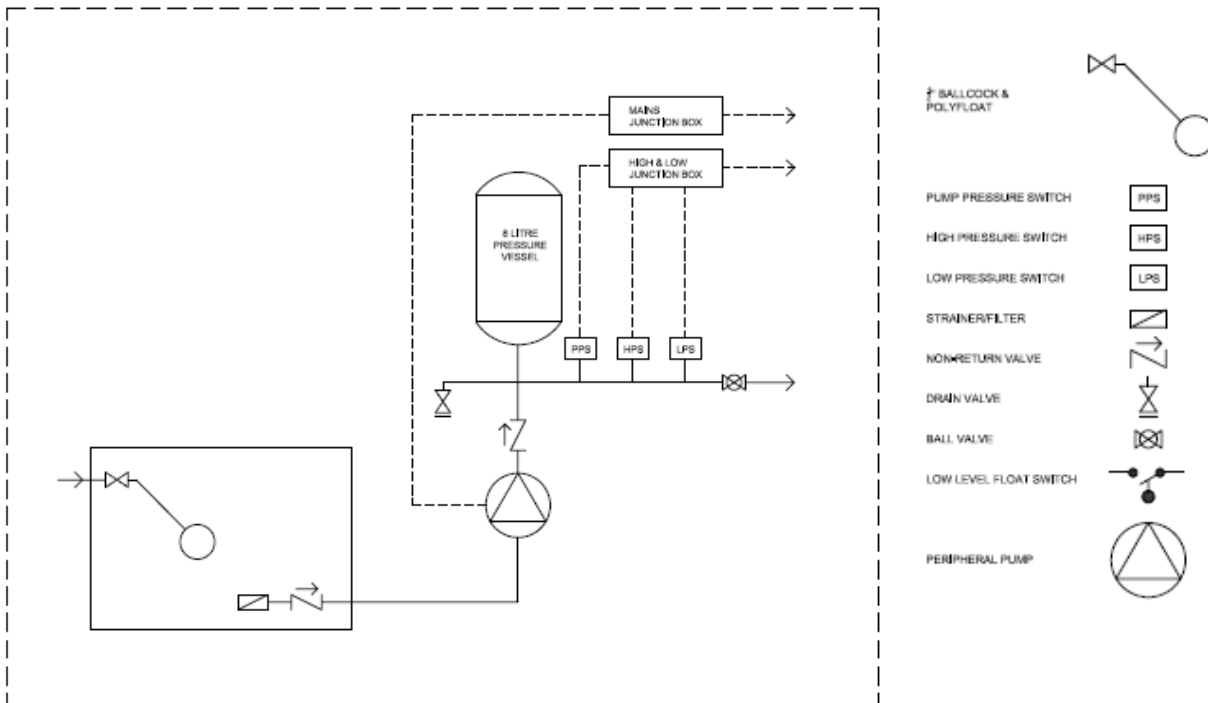 MAINS
JUNCTION BOX
HIGH & LOW
JUNCTION BOX
8 LITRE
PRESSURE
VESSEL
PPS
HPS
LPS
BALLCOCK &
POLYFLOAT
PUMP PRESSURE SWITCH
PPS
HIGH PRESSURE SWITCH
HPS
LOW PRESSURE SWITCH
LPS
STRAINER/FILTER
NON-RETURN VALVE
DRAIN VALVE
BALL VALVE
LOW LEVEL FLOAT SWITCH
PERIPHERAL PUMP